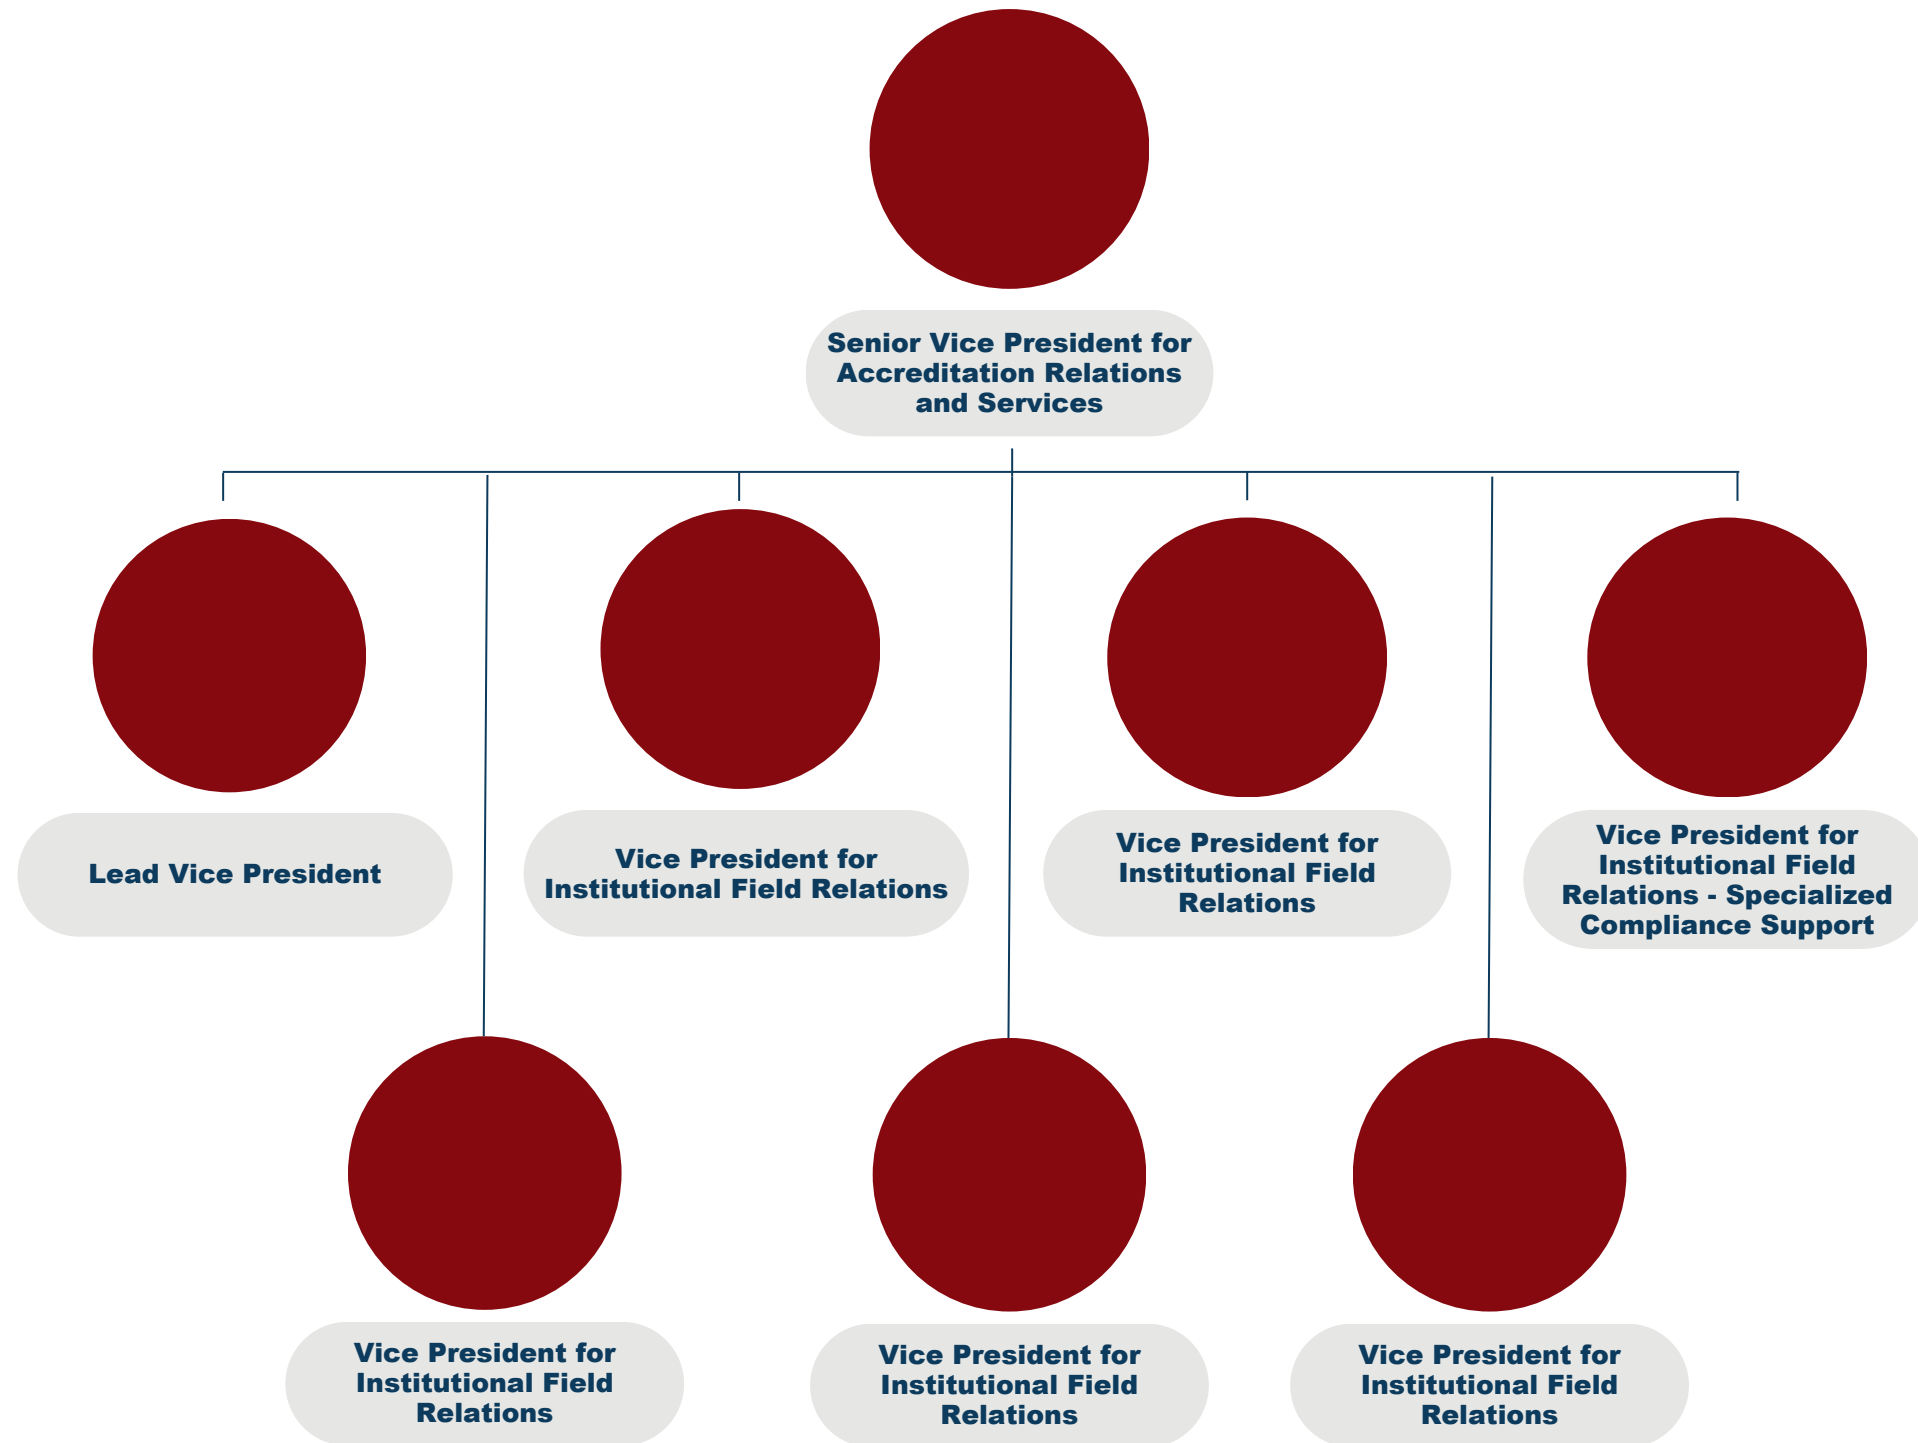 Senior Vice President for
Accreditation Relations
and Services
Lead Vice President
Vice President for
Institutional Field Relations
Vice President for
Institutional Field
Relations
Vice President for
Institutional Field
Relations - Specialized
Compliance Support
Vice President for
Institutional Field
Relations
Vice President for
Institutional Field
Relations
Vice President for
Institutional Field
Relations